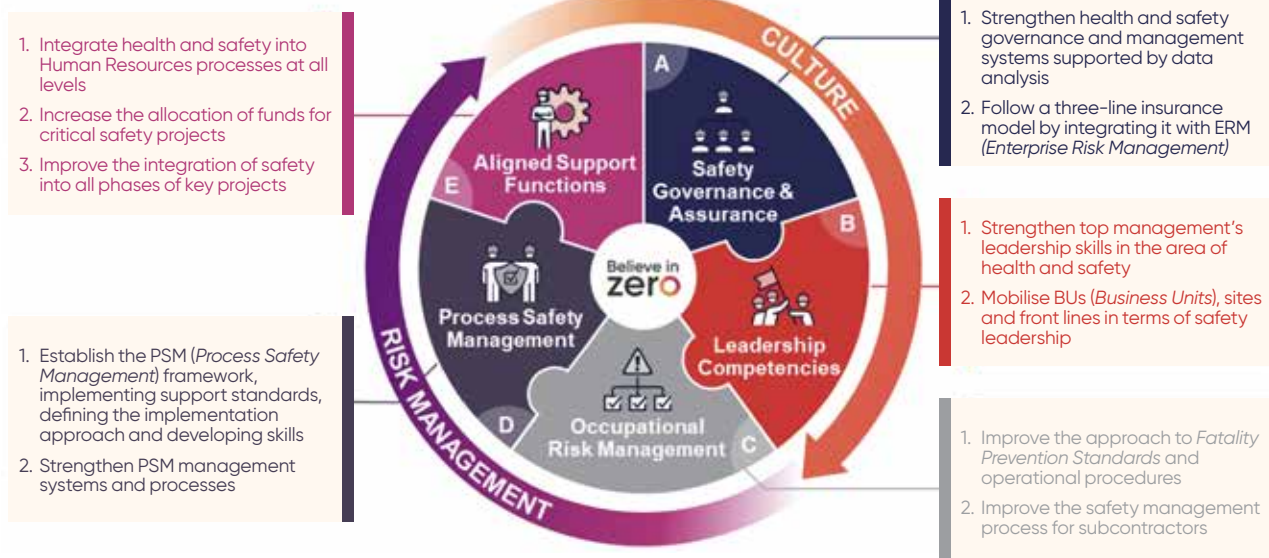 1. Integrate health and safety into
Human Resources processes at all
levels
2. Increase the allocation of funds for
critical safety projects
3. Improve the integration of safety
into all phases of key projects
1. Establish the PSM (Process Safety
Management) framework,
implementing support standards,
defining the implementation
approach and developing skills
2. Strengthen PSM management
systems and processes
CULTURE
RISK MANAGEMENT
A
Safety
Governance &
Assurance
B
Leadership
Competencies
C
Occupational
Risk Management
D
Process Safety
Management
E
Aligned Support
Functions
Believe in
zero
1. Strengthen health and safety
governance and management
systems supported by data
analysis
2. Follow a three-line insurance
model by integrating it with ERM
(Enterprise Risk Management)
1. Strengthen top management's
leadership skills in the area of
health and safety
2. Mobilise BUs (Business Units), sites
and front lines in terms of safety
leadership
1. Improve the approach to Fatality
Prevention Standards and
operational procedures
2. Improve the safety management
process for subcontractors